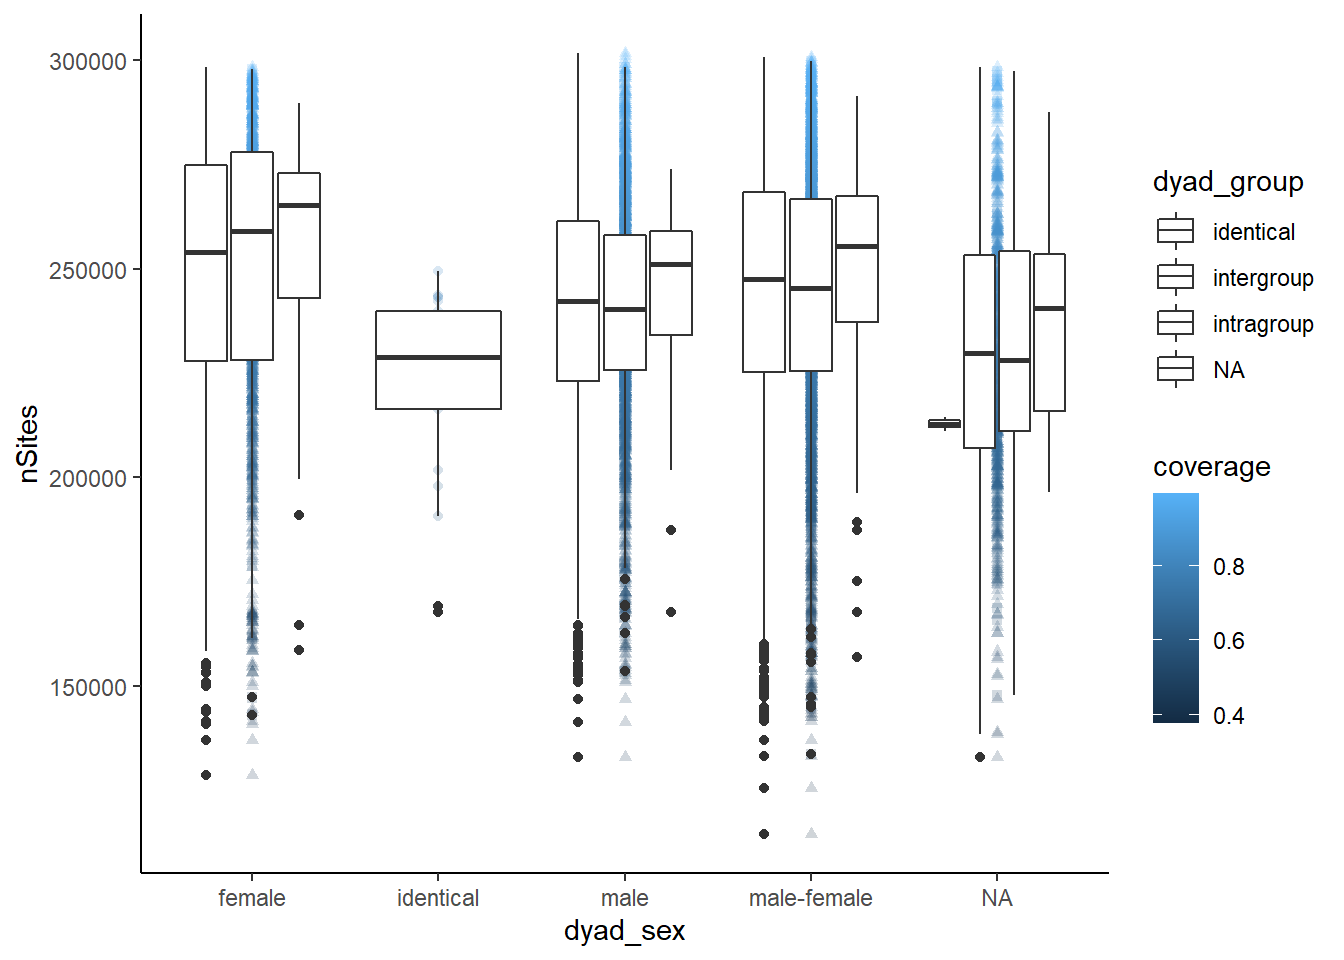 300000
250000
200000
150000
nSites
female
identical
male
male-female
NA
dyad_sex
dyad_group
identical
intergroup
intragroup
NA
coverage
0.8
0.6
0.4